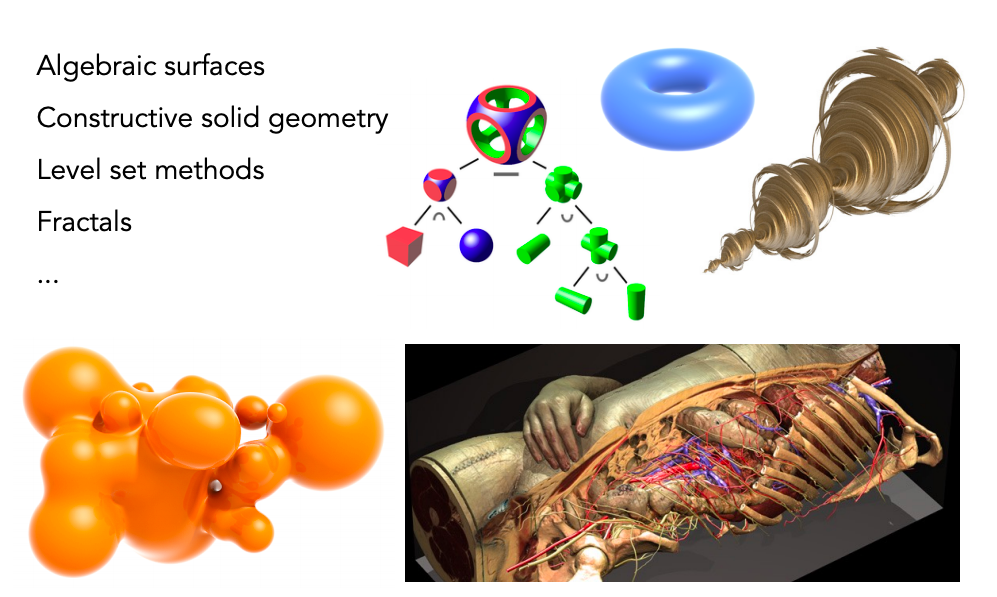 Algebraic surfaces
Constructive solid geometry
Level set methods
Fractals
...